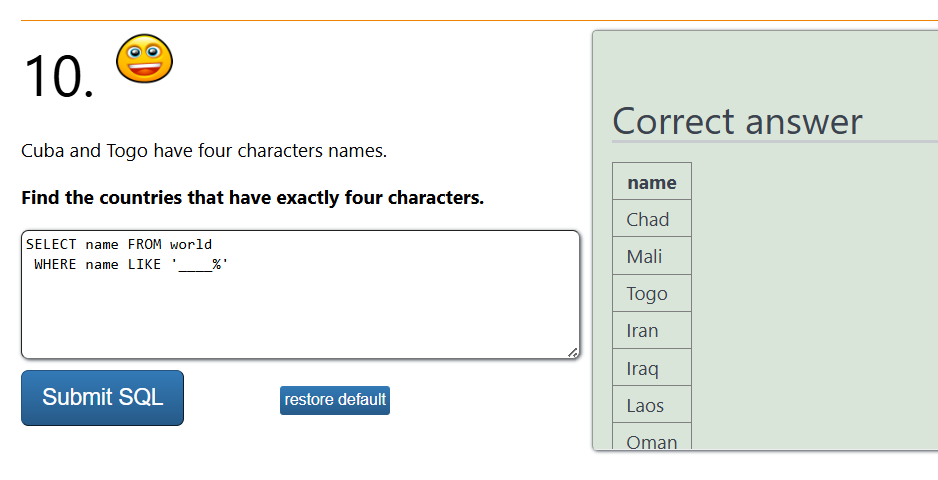 10.
Cuba and Togo have four characters names.
Find the countries that have exactly four characters.
SELECT name FROM world
WHERE name LIKE '____%'
Submit SQL
restore default
Correct answer
name
Chad
Mali
Togo
Iran
Iraq
Laos
Oman